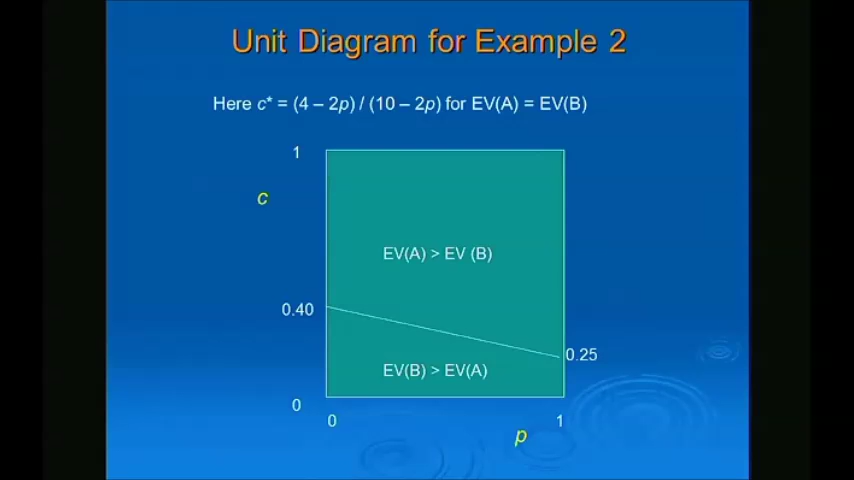 Unit Diagram for Example 2
Here c* = (4 – 2p) / (10 – 2p) for EV(A) = EV(B)
1
c
EV(A) > EV (B)
0.40
0.25
EV(B) > EV(A)
0
0
1
p